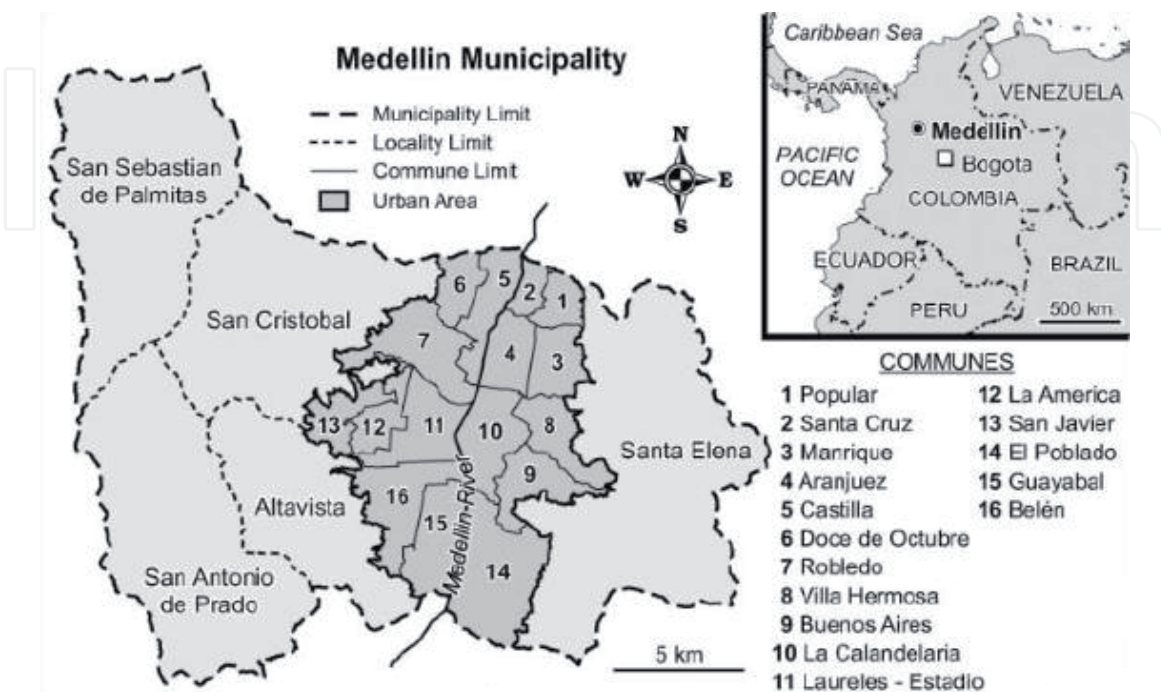 Medellin Municipality
Municipality Limit
Locality Limit
Commune Limit
Urban Area
N
W E
S
San Sebastian
de Palmitas
San Cristobal
Altavista
San Antonio
de Prado
Santa Elena
6
5
2
1
7
4
3
13
12
11
10
8
9
16
15
14
Medellin-River
5 km
Caribbean Sea
PANAMA
VENEZUELA
Medellin
PACIFIC
OCEAN
Bogota
COLOMBIA
ECUADOR
BRAZIL
PERU
500 km
COMMUNES
1 Popular
2 Santa Cruz
3 Manrique
4 Aranjuez
5 Castilla
6 Doce de Octubre
7 Robledo
8 Villa Hermosa
9 Buenos Aires
10 La Calandelaria
11 Laureles - Estadio
12 La America
13 San Javier
14 El Poblado
15 Guayabal
16 Belén